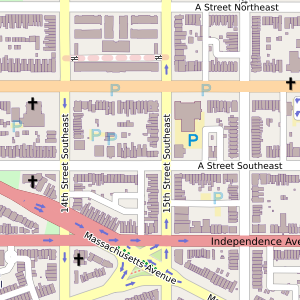 A Street Northeast
P
P
P
P
P
P
A Street Southeast
14th Street Southeast
15th Street Southeast
P
Independence Ave
Massachusetts Avenue